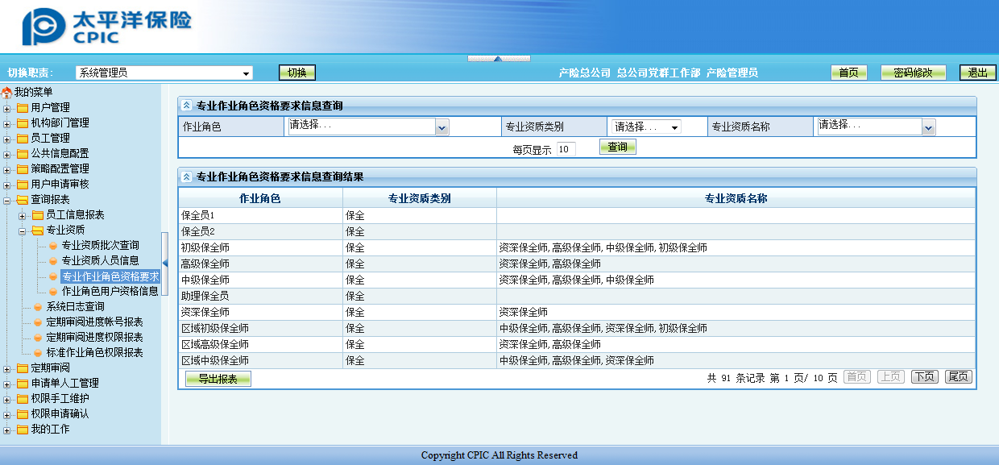 太平洋保险
CPIC
切换职责: 系统管理员 切换 产险总公司 总公司党群工作部 产险管理员 首页 密码修改 退出
我的菜单
用户管理
机构部门管理
员工管理
公共信息配置
策略配置管理
用户申请审核
查询报表
员工信息报表
专业资质
专业资质批次查询
专业资质人员信息
专业作业角色资格要求
作业角色用户资格信息
系统日志查询
定期审阅进度帐号报表
定期审阅进度权限报表
标准作业角色权限报表
定期审阅
申请单人工管理
权限手工维护
权限申请确认
我的工作
专业作业角色资格要求信息查询
作业角色 请选择... 专业资质类别 请选择... 专业资质名称 请选择...
每页显示 10 查询
专业作业角色资格要求信息查询结果
作业角色 专业资质类别 专业资质名称
保全员1 保全
保全员2 保全
初级保全师 保全 资深保全师, 高级保全师, 中级保全师, 初级保全师
高级保全师 保全 资深保全师, 高级保全师
中级保全师 保全 资深保全师, 高级保全师, 中级保全师
助理保全员 保全
资深保全师 保全 资深保全师
区域初级保全师 保全 中级保全师, 高级保全师, 资深保全师, 初级保全师
区域高级保全师 保全 资深保全师, 高级保全师
区域中级保全师 保全 中级保全师, 高级保全师, 资深保全师
导出报表 共 91 条记录 第 1 页/ 10 页 首页 上页 下页 尾页
Copyright CPIC All Rights Reserved